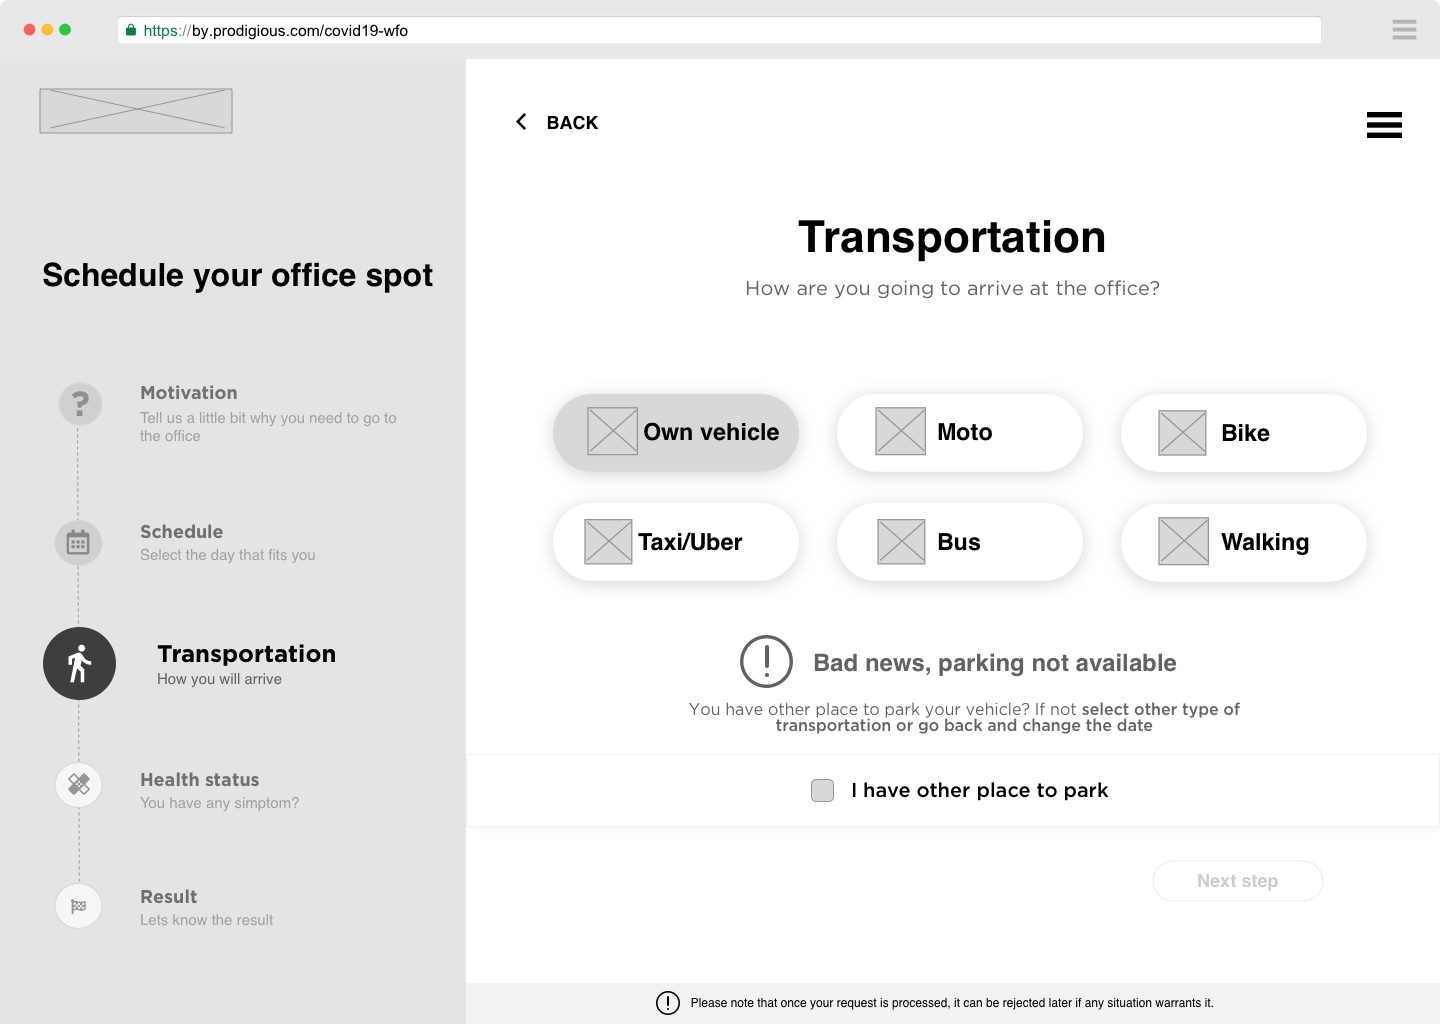 https://by.prodigious.com/covid19-wfo
Schedule your office spot
?
Motivation
Tell us a little bit why you need to go to
the office
Schedule
Select the day that fits you
Transportation
How you will arrive
Health status
You have any simptom?
Result
Lets know the result
BACK
Transportation
How are you going to arrive at the office?
Own vehicle
Moto
Bike
Taxi/Uber
Bus
Walking
Bad news, parking not available
You have other place to park your vehicle? If not select other type of
transportation or go back and change the date
I have other place to park
Next step
Please note that once your request is processed, it can be rejected later if any situation warrants it.